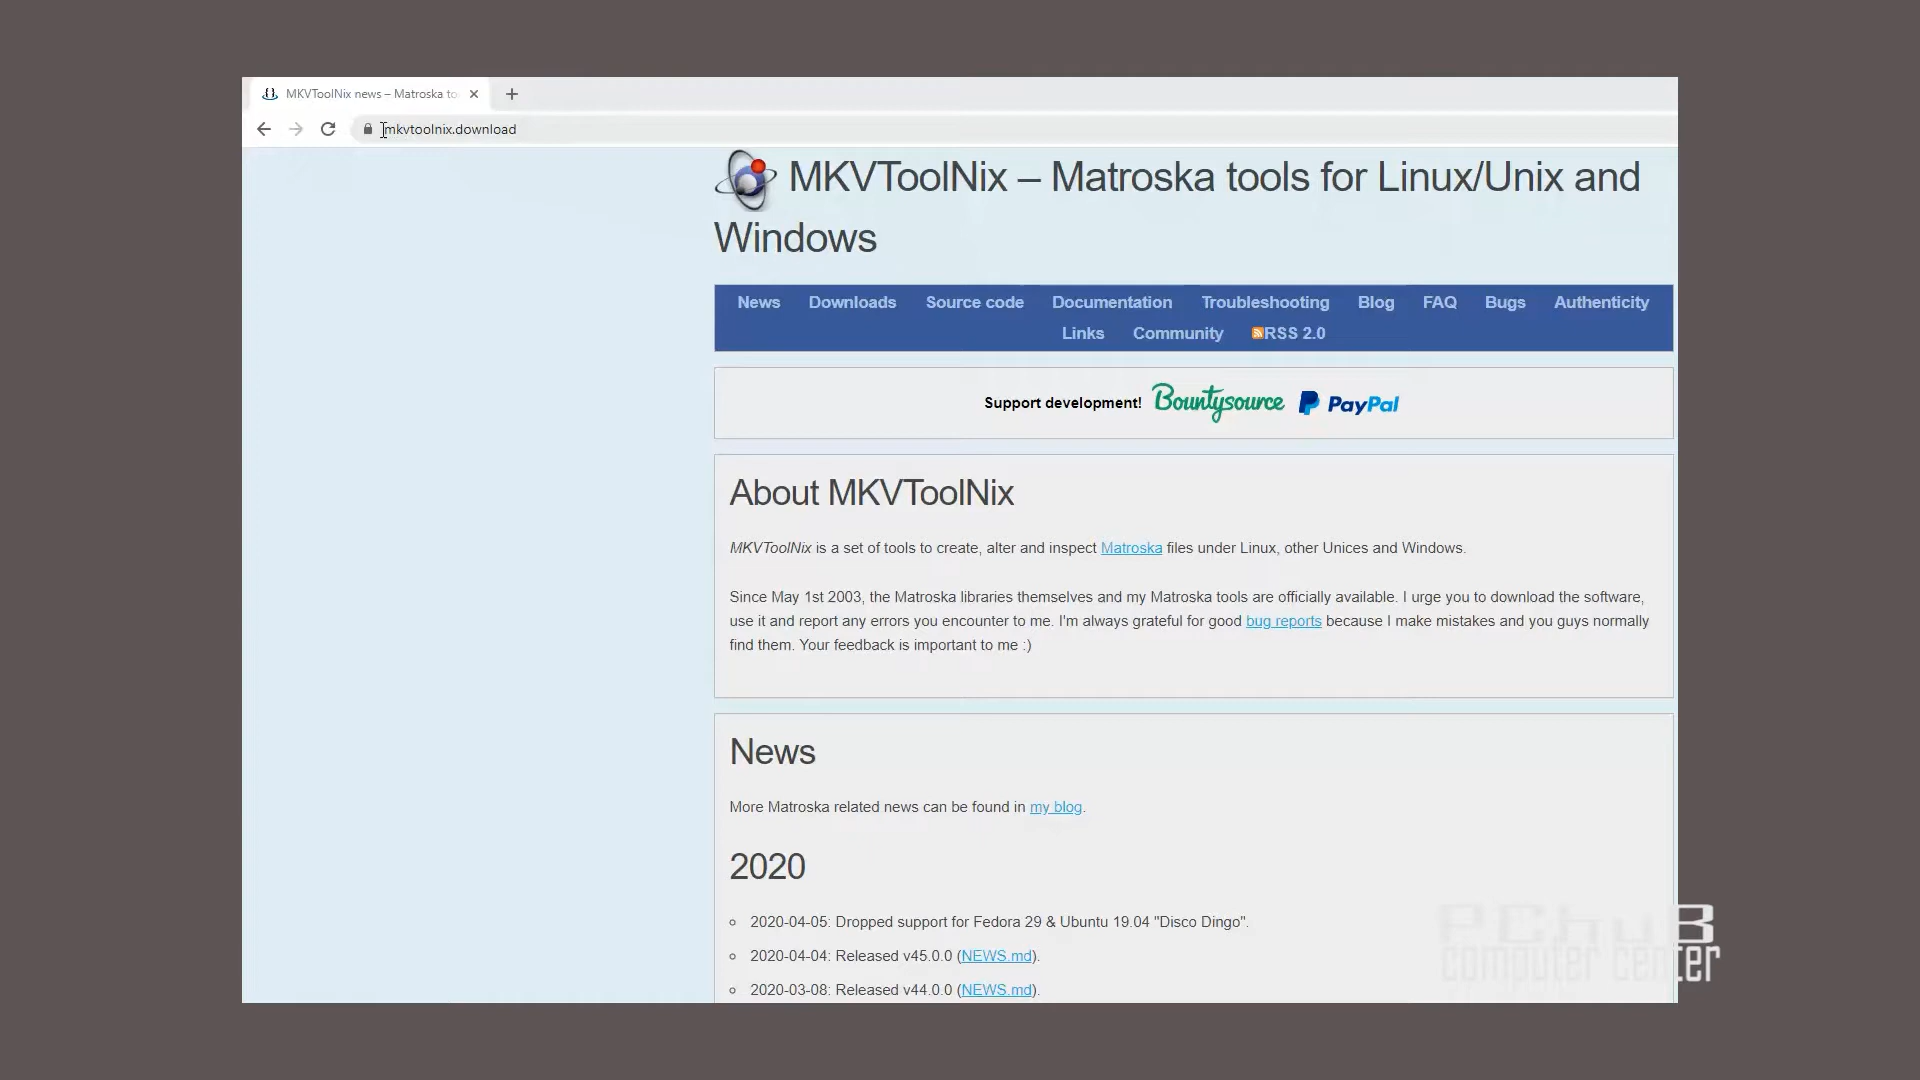 MKVToolNix news – Matroska to
mkvtoolnix.download
MKVToolNix – Matroska tools for Linux/Unix and
Windows
News Downloads Source code Documentation Troubleshooting Blog FAQ Bugs Authenticity
Links Community RSS 2.0
Support development! Bountysource PayPal
About MKVToolNix
MKVToolNix is a set of tools to create, alter and inspect Matroska files under Linux, other Unices and Windows.
Since May 1st 2003, the Matroska libraries themselves and my Matroska tools are officially available. I urge you to download the software,
use it and report any errors you encounter to me. I'm always grateful for good bug reports because I make mistakes and you guys normally
find them. Your feedback is important to me :)
News
More Matroska related news can be found in my blog.
2020
2020-04-05: Dropped support for Fedora 29 & Ubuntu 19.04 "Disco Dingo".
2020-04-04: Released v45.0.0 (NEWS.md).
2020-03-08: Released v44.0.0 (NEWS.md).
PChuB
computer center